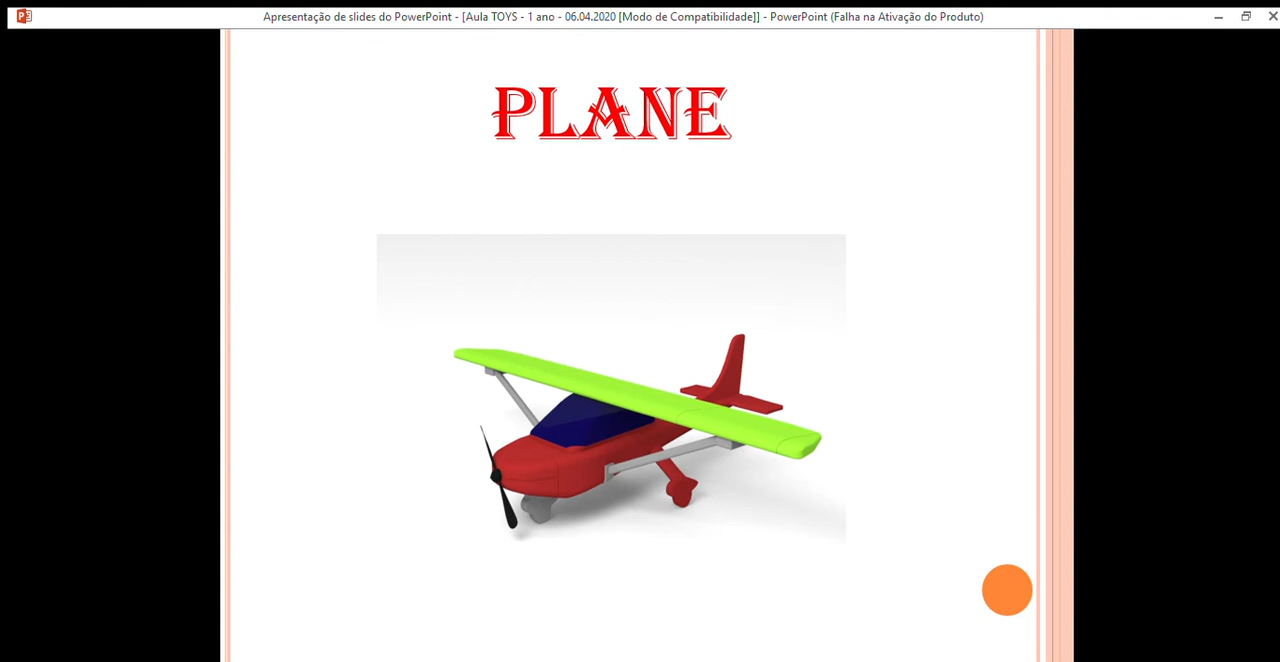 Apresentação de slides do PowerPoint - [Aula TOYS - 1 ano - 06.04.2020 [Modo de Compatibilidade]] - PowerPoint (Falha na Ativação do Produto)
PLANE